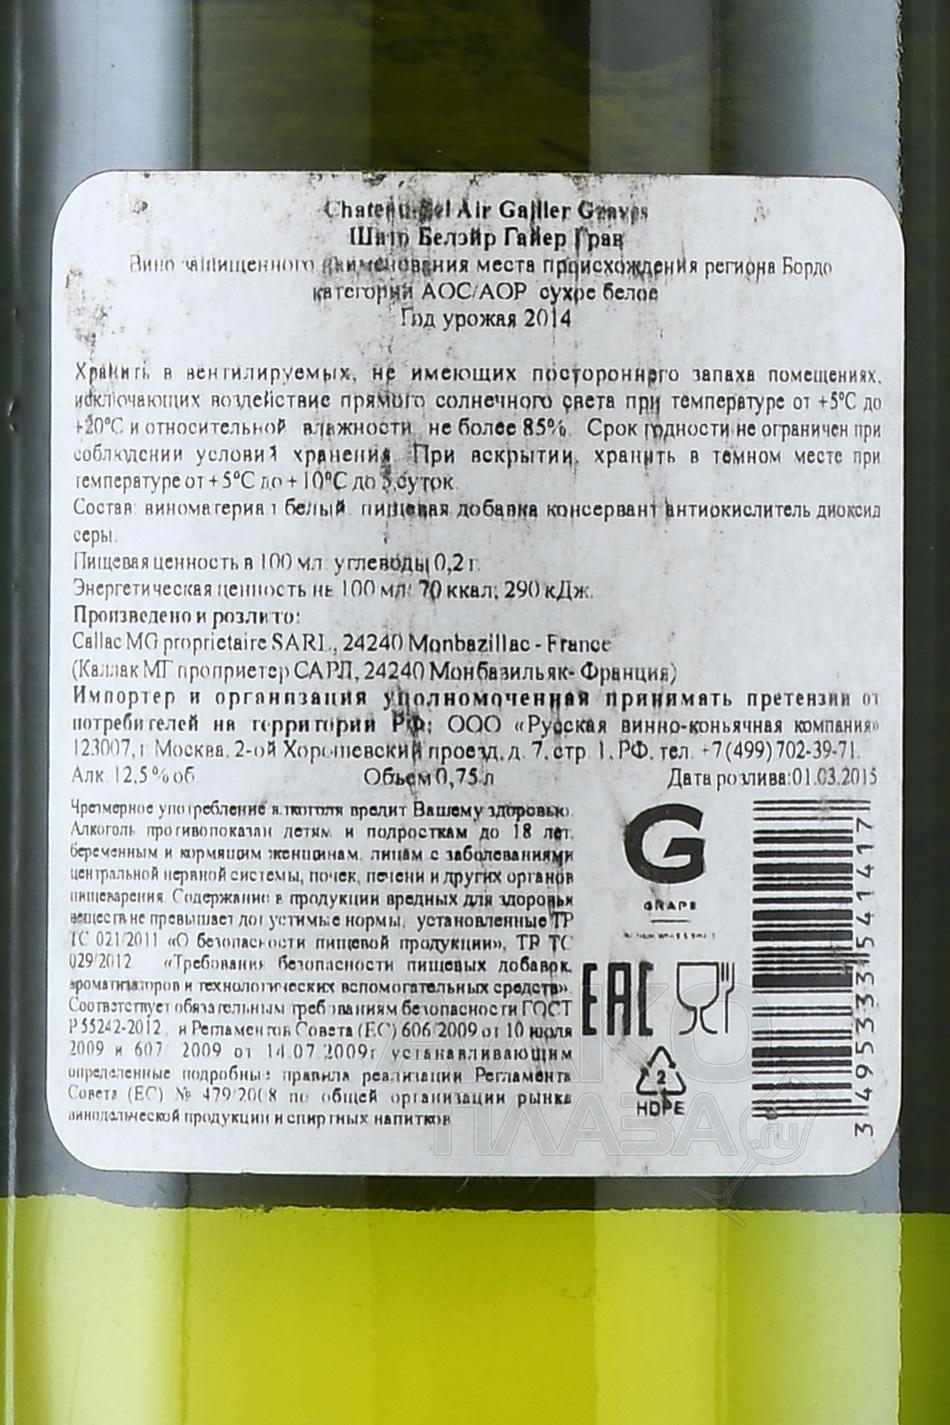 Chateau Bel Air Gallier Graves
Шато Белэйр Гайер Грав
Вино защищенного наименования места происхождения региона Бордо
категории АОС/АОР сухое белое
Год урожая 2014
Хранить в вентилируемых, не имеющих постороннего запаха помещениях,
исключающих воздействие прямого солнечного света при температуре от +5°С до
+20°С и относительной влажности не более 85%. Срок годности не ограничен при
соблюдении условий хранения. При вскрытии, хранить в темном месте при
температуре от +5°С до +10°С до 3 суток.
Состав: виноматериал белый, пищевая добавка консервант антиокислитель диоксид
серы.
Пищевая ценность в 100 мл. углеводы 0,2 г.
Энергетическая ценность на 100 мл: 70 ккал; 290 кДж.
Произведено и розлито:
Callac MG proprietaire SARL, 24240 Monbazillac - France
(Каллак МГ проприетер САРЛ, 24240 Монбазильяк- Франция)
Импортер и организация уполномоченная принимать претензии от
потребителей на территории РФ: ООО «Русская винно-коньячная компания»
123007, г. Москва, 2-ой Хорошевский проезд, д. 7, стр. 1, РФ, тел. +7(499) 702-39-71.
Алк. 12,5 % об. Объем 0,75 л Дата розлива:01.03.2015
Чрезмерное употребление алкоголя вредит Вашему здоровью.
Алкоголь противопоказан детям и подросткам до 18 лет,
беременным и кормящим женщинам, лицам с заболеваниями
центральной нервной системы, почек, печени и других органов
пищеварения. Содержание в продукции вредных для здоровья
веществ не превышает допустимые нормы, установленные ТР
ТС 021/2011 «О безопасности пищевой продукции», ТР ТС
029/2012 «Требования безопасности пищевых добавок,
ароматизаторов и технологических вспомогательных средств».
Соответствует обязательным требованиям безопасности ГОСТ
Р 55242-2012, и Регламентов Совета (ЕС) 606/2009 от 10 июля
2009 и 607/2009 от 14.07.2009г устанавливающим
определенные подробные правила реализации Регламента
Совета (ЕС) № 479/2008 по общей организации рынка
винодельческой продукции и спиртных напитков
G
GRAPE
EAC
2
HDPE
3 495333 541417
АЛКО
ПЛАЗА.ru